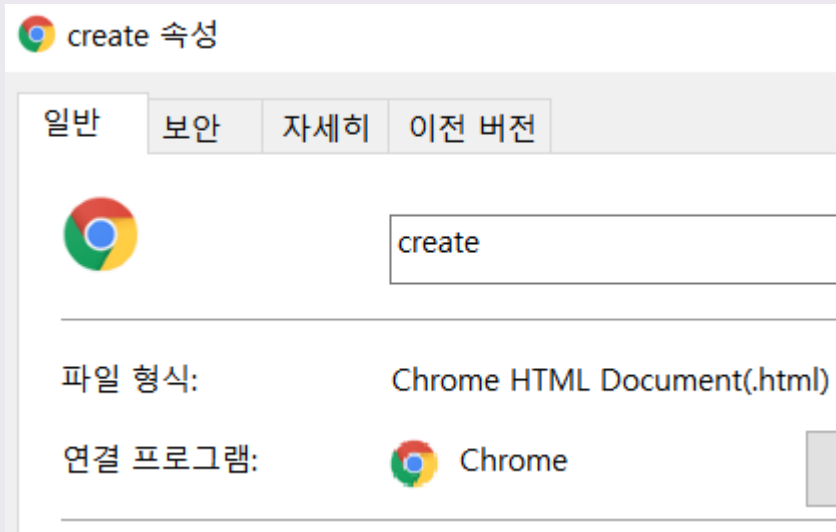 create 속성
일반 보안 자세히 이전 버전
create
파일 형식: Chrome HTML Document(.html)
연결 프로그램: Chrome